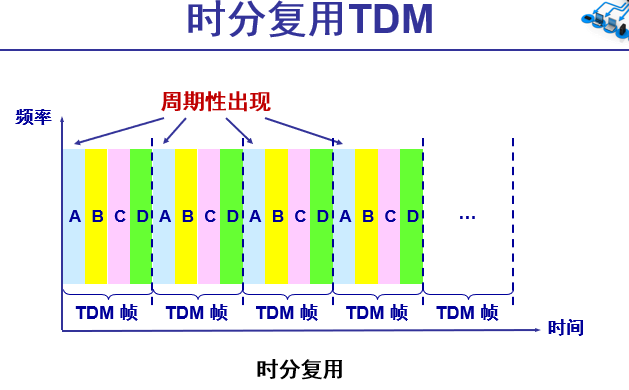 时分复用TDM
周期性出现
频率
A B C D A B C D A B C D A B C D …
TDM 帧 TDM 帧 TDM 帧 TDM 帧 TDM 帧
时间
时分复用